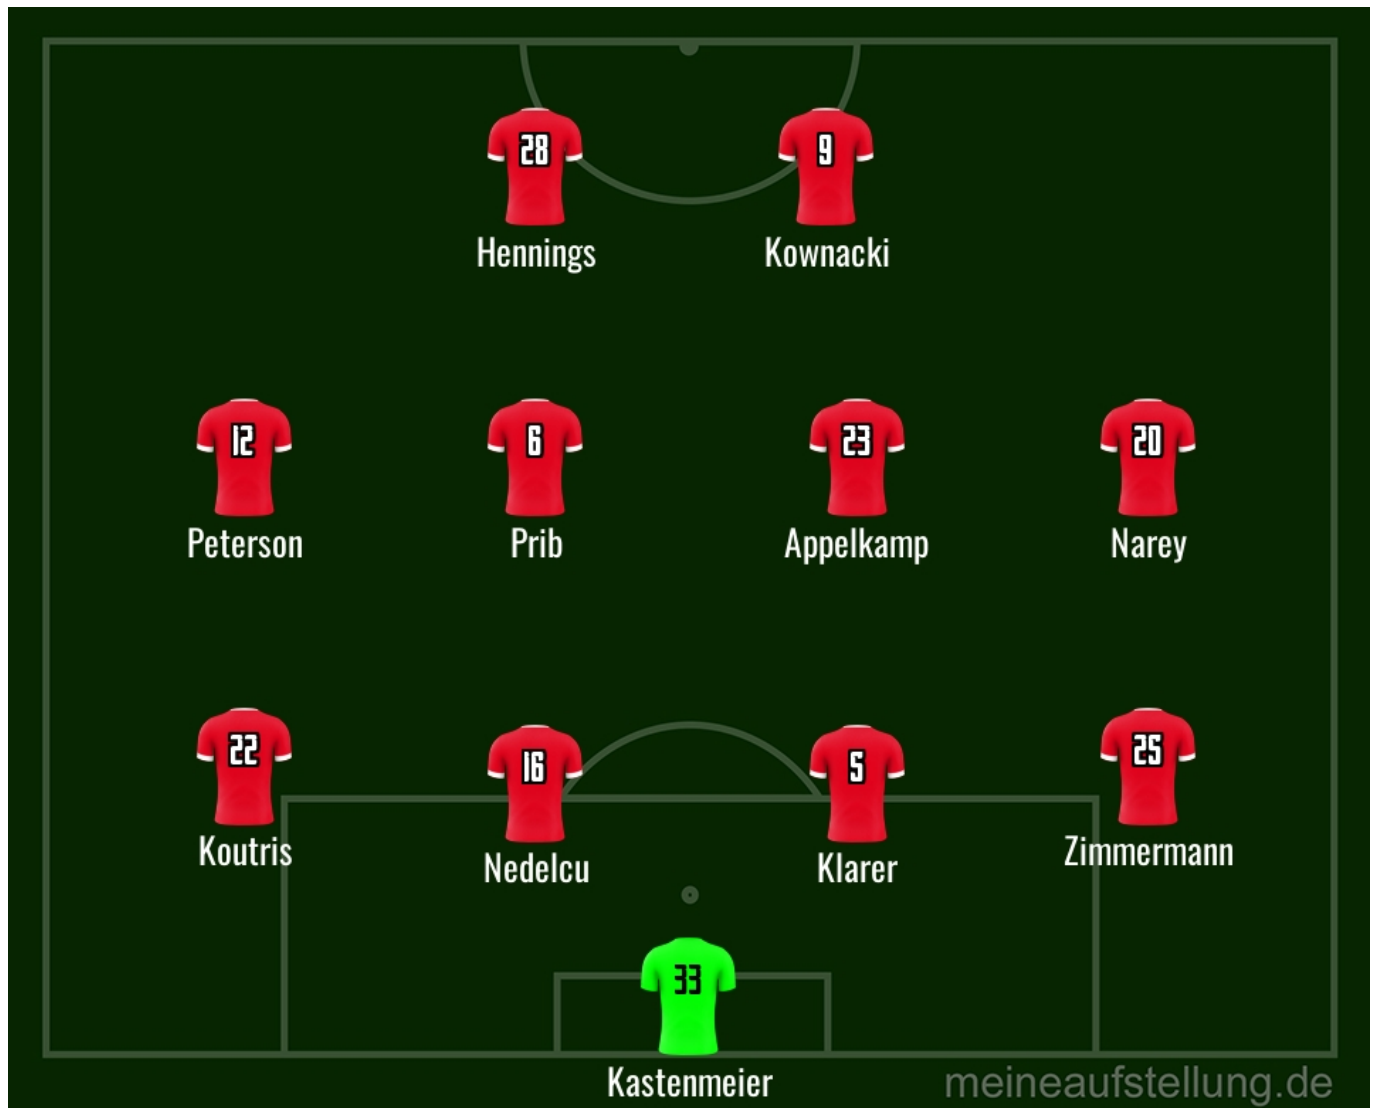 28
9
Hennings
Kownacki
12
6
23
20
Peterson
Prib
Appelkamp
Narey
22
16
5
25
Koutris
Nedelcu
Klarer
Zimmermann
33
Kastenmeier
meineaufstellung.de